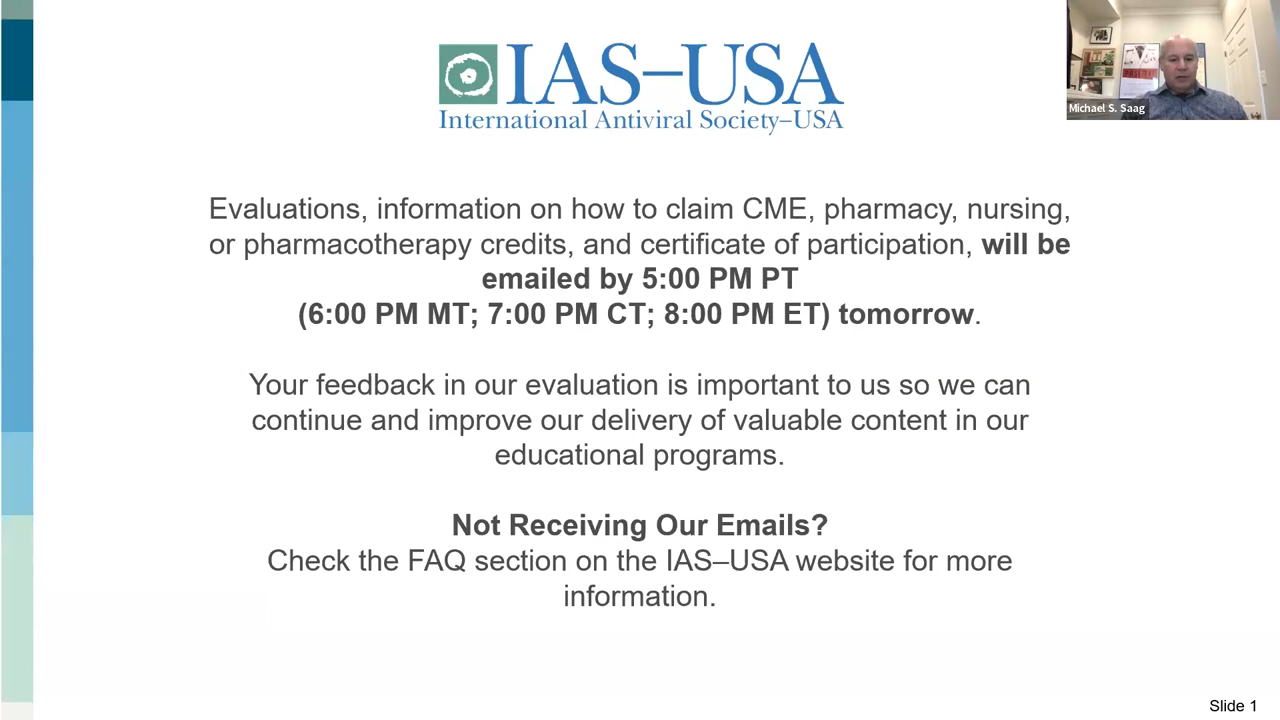 IAS–USA
International Antiviral Society–USA
Michael S. Saag
Evaluations, information on how to claim CME, pharmacy, nursing,
or pharmacotherapy credits, and certificate of participation, will be
emailed by 5:00 PM PT
(6:00 PM MT; 7:00 PM CT; 8:00 PM ET) tomorrow.
Your feedback in our evaluation is important to us so we can
continue and improve our delivery of valuable content in our
educational programs.
Not Receiving Our Emails?
Check the FAQ section on the IAS–USA website for more
information.
Slide 1